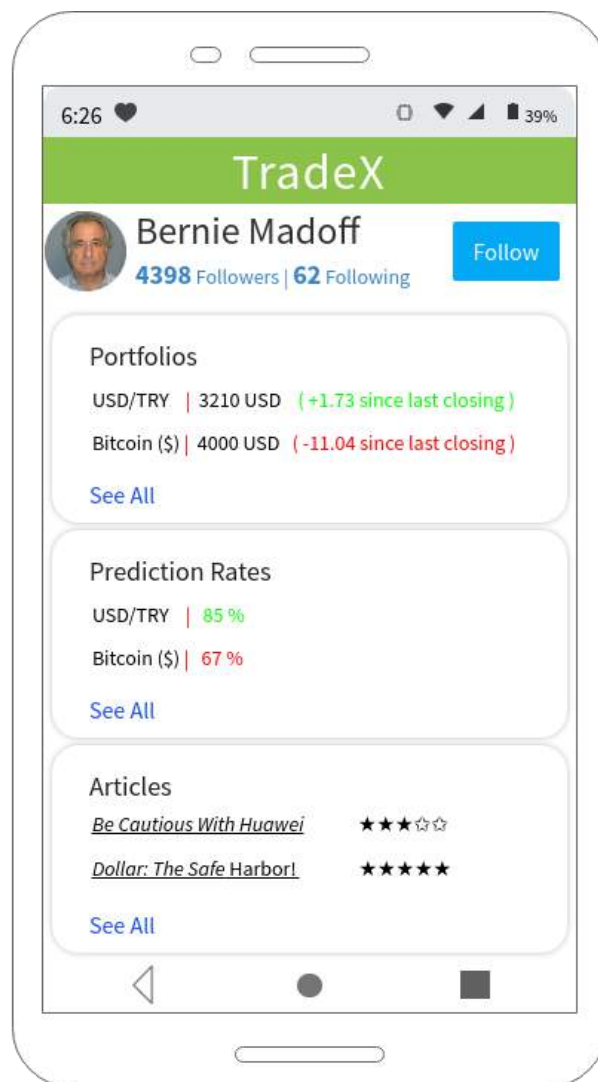 6:26 39%
TradeX
Bernie Madoff
4398 Followers | 62 Following
Follow
Portfolios
USD/TRY | 3210 USD ( +1.73 since last closing )
Bitcoin ($) | 4000 USD ( -11.04 since last closing )
See All
Prediction Rates
USD/TRY | 85 %
Bitcoin ($) | 67 %
See All
Articles
Be Cautious With Huawei ★★★☆☆
Dollar: The Safe Harbor! ★★★★★
See All